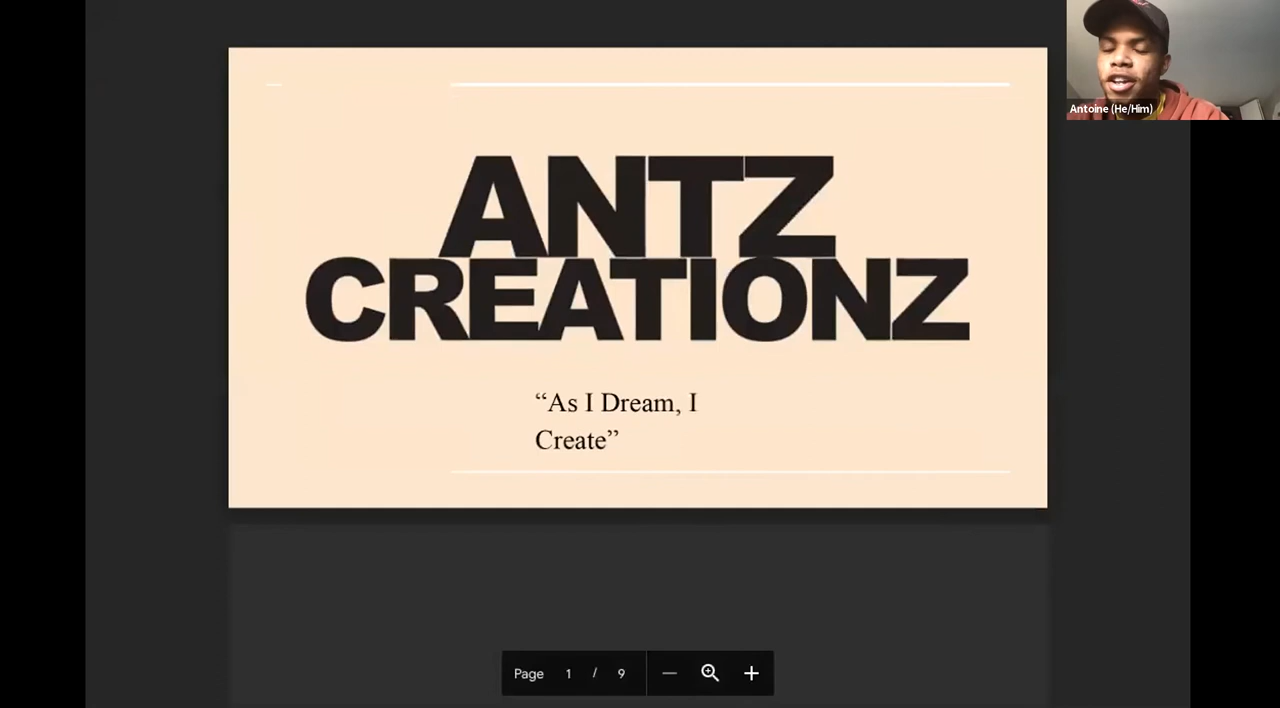 Antoine (He/Him)
ANTZ
CREATIONZ
“As I Dream, I
Create”
Page 1 / 9